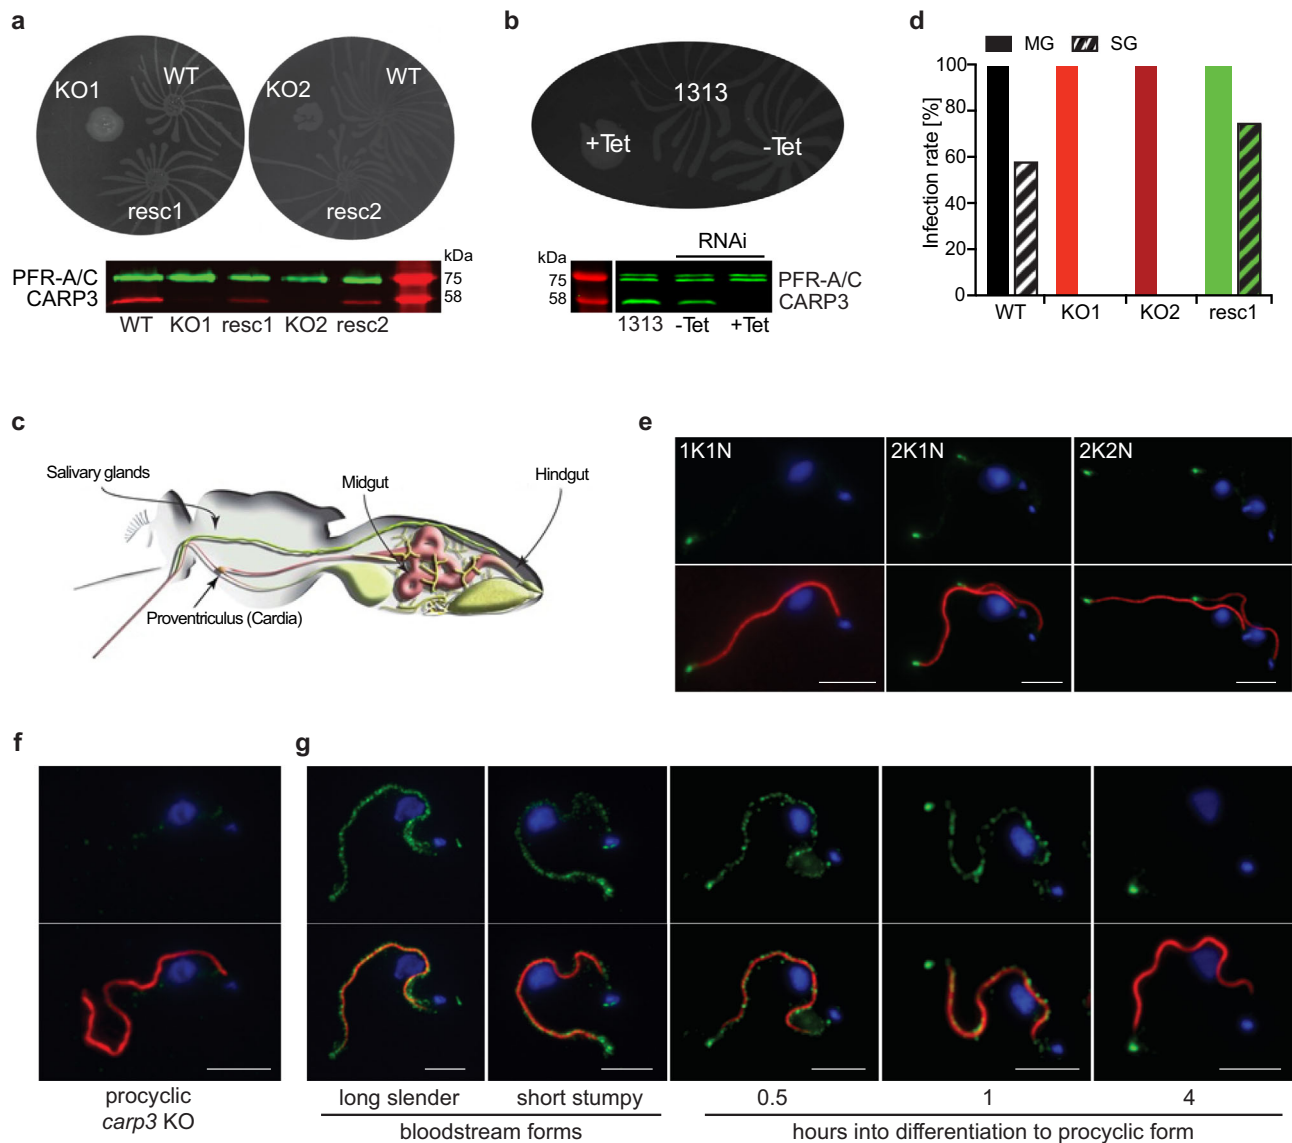 a
KO1
WT
resc1
KO2
WT
resc2
kDa
PFR-A/C
75
CARP3
58
WT KO1 resc1 KO2 resc2
b
1313
+Tet
-Tet
RNAi
kDa
75
PFR-A/C
58
CARP3
1313 -Tet +Tet
d
MG SG
Infection rate [%]
100
80
60
40
20
0
WT KO1 KO2 resc1
c
Salivary glands
Midgut
Hindgut
Proventriculus (Cardia)
e
1K1N 2K1N 2K2N
f
procyclic
carp3 KO
g
long slender short stumpy 0.5 1 4
bloodstream forms hours into differentiation to procyclic form